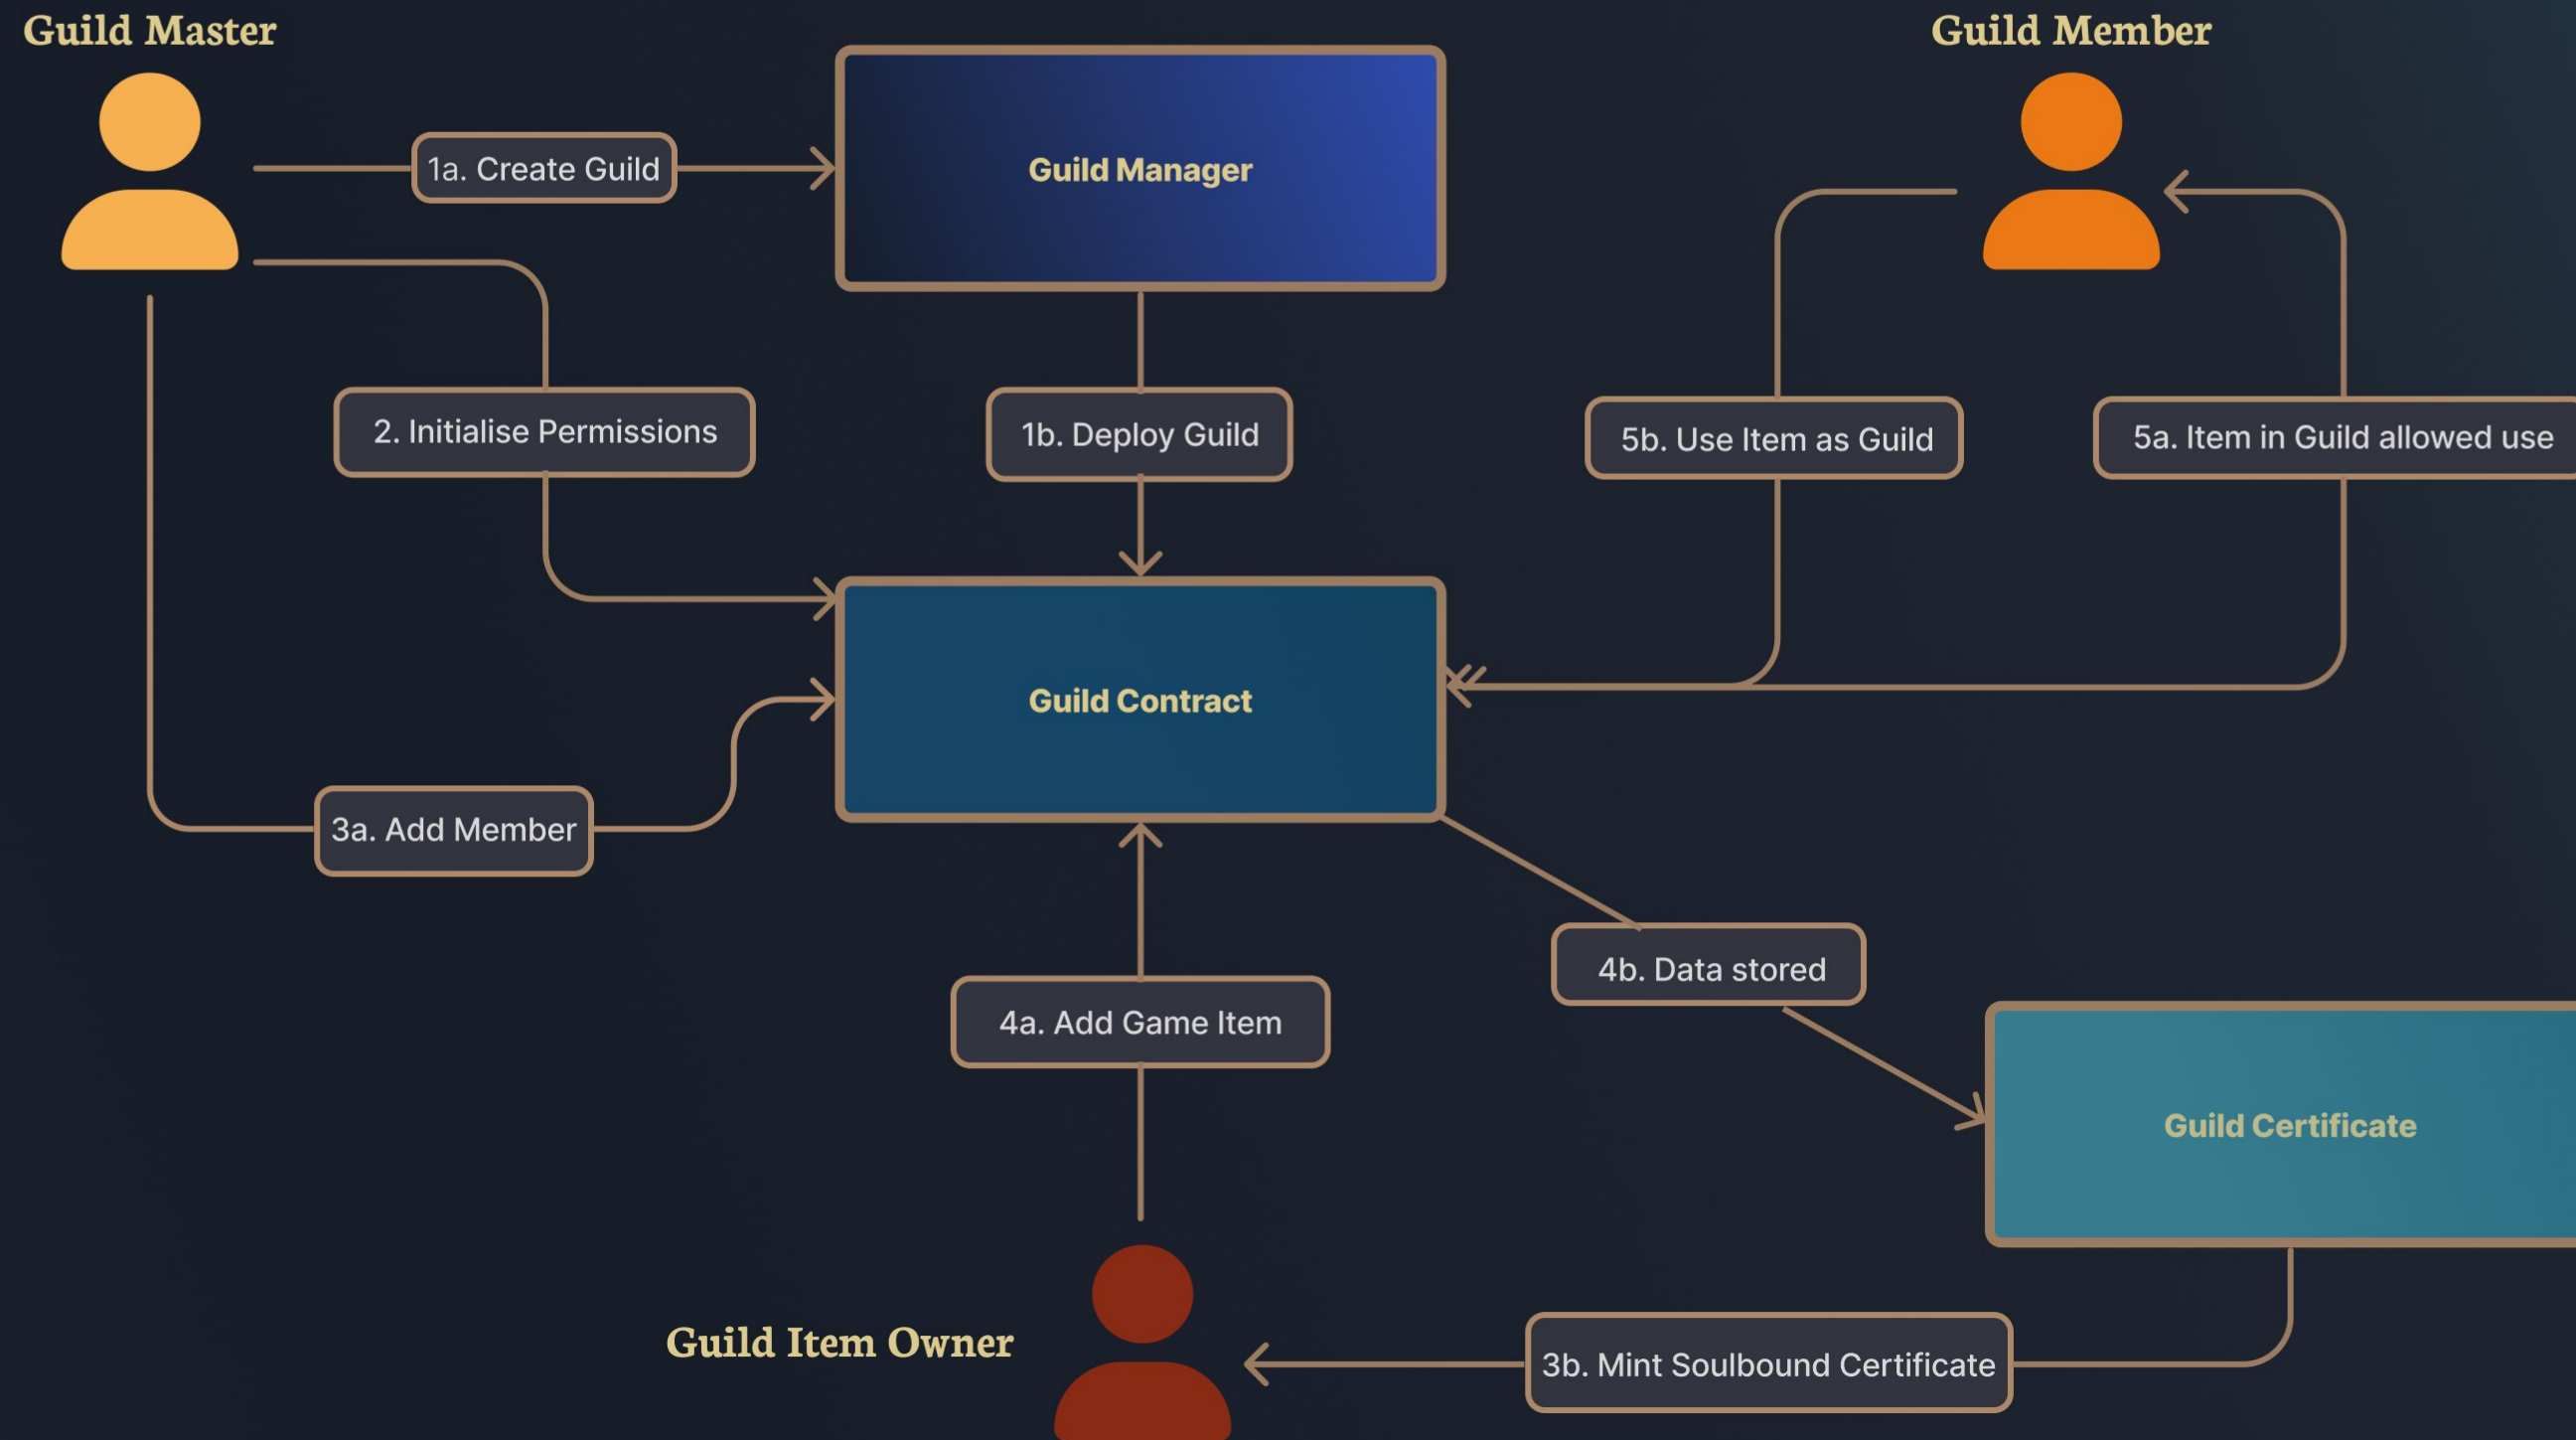 Guild Master
Guild Member
1a. Create Guild
Guild Manager
2. Initialise Permissions
1b. Deploy Guild
5b. Use Item as Guild
5a. Item in Guild allowed use
Guild Contract
3a. Add Member
4b. Data stored
4a. Add Game Item
Guild Certificate
Guild Item Owner
3b. Mint Soulbound Certificate